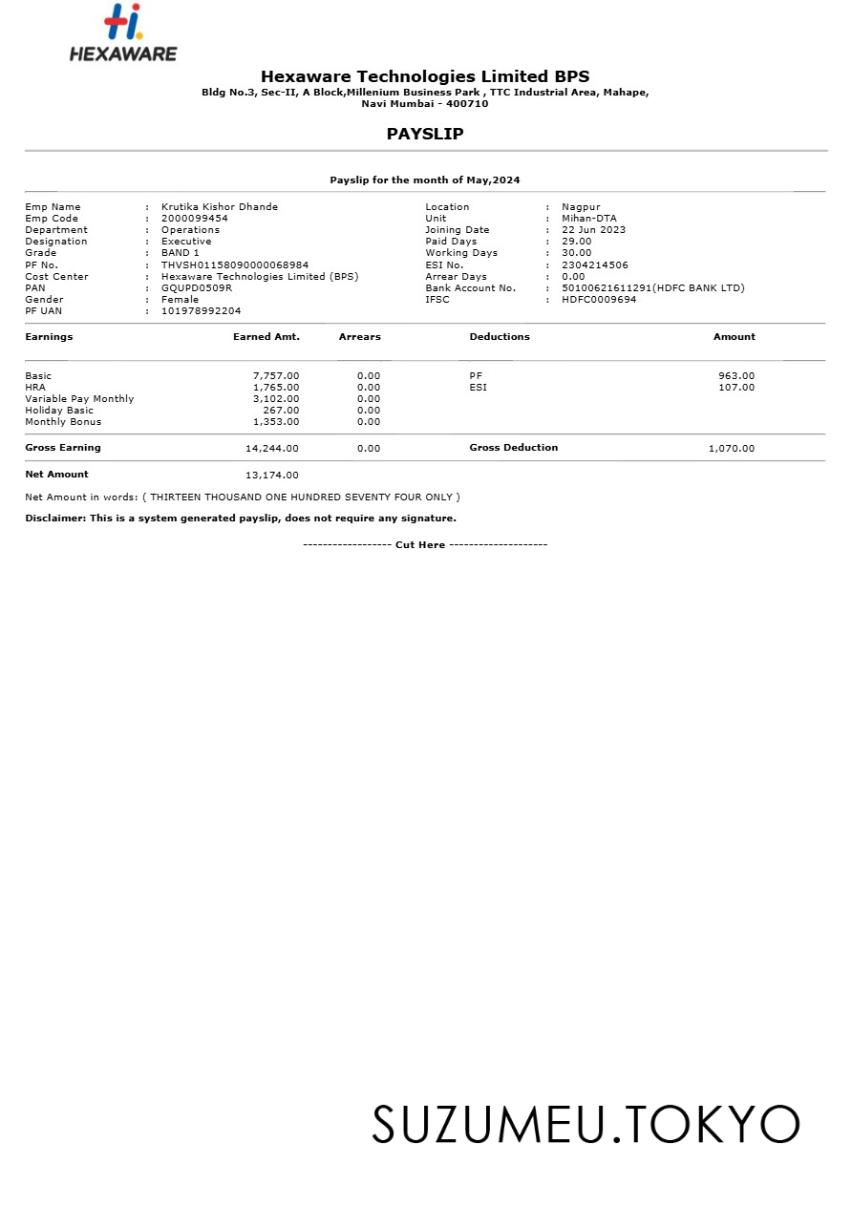 HEXAWARE
Hexaware Technologies Limited BPS
Bldg No.3, Sec-II, A Block,Millenium Business Park , TTC Industrial Area, Mahape,
Navi Mumbai - 400710
PAYSLIP
Payslip for the month of May,2024
Emp Name : Krutika Kishor Dhande Location : Nagpur
Emp Code : 2000099454 Unit : Mihan-DTA
Department : Operations Joining Date : 22 Jun 2023
Designation : Executive Paid Days : 29.00
Grade : BAND 1 Working Days : 30.00
PF No. : THVSH01158090000068984 ESI No. : 2304214506
Cost Center : Hexaware Technologies Limited (BPS) Arrear Days : 0.00
PAN : GQUPD0509R Bank Account No. : 50100621611291(HDFC BANK LTD)
Gender : Female IFSC : HDFC0009694
PF UAN : 101978992204
Earnings Earned Amt. Arrears Deductions Amount
Basic 7,757.00 0.00 PF 963.00
HRA 1,765.00 0.00 ESI 107.00
Variable Pay Monthly 3,102.00 0.00
Holiday Basic 267.00 0.00
Monthly Bonus 1,353.00 0.00
Gross Earning 14,244.00 0.00 Gross Deduction 1,070.00
Net Amount 13,174.00
Net Amount in words: ( THIRTEEN THOUSAND ONE HUNDRED SEVENTY FOUR ONLY )
Disclaimer: This is a system generated payslip, does not require any signature.
------------------ Cut Here --------------------
SUZUMEU.TOKYO